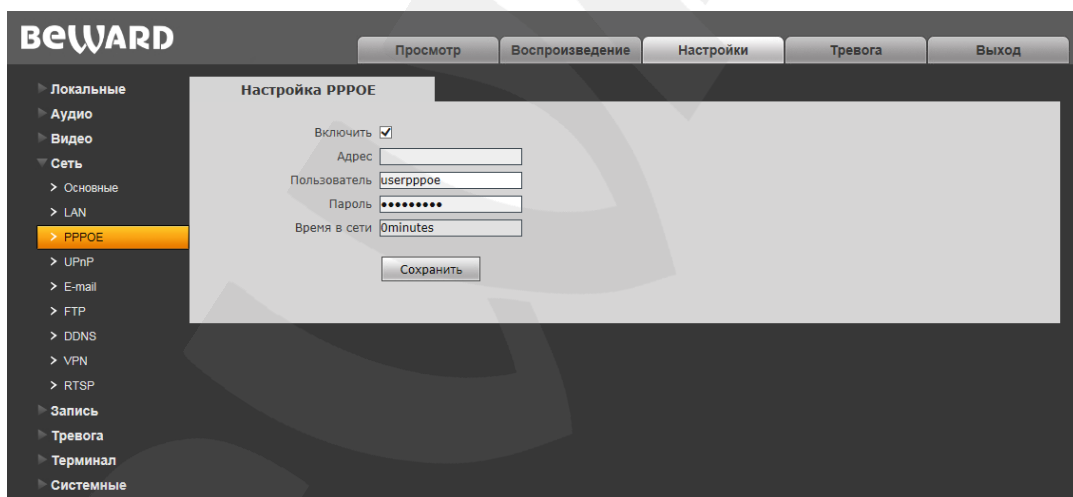 BEWARD
Просмотр
Воспроизведение
Настройки
Тревога
Выход
Локальные
Аудио
Видео
Сеть
> Основные
> LAN
> PPPOE
> UPnP
> E-mail
> FTP
> DDNS
> VPN
> RTSP
Запись
Тревога
Терминал
Системные
Настройка PPPOE
Включить
Адрес
Пользователь userpppoe
Пароль •••••••••
Время в сети 0minutes
Сохранить